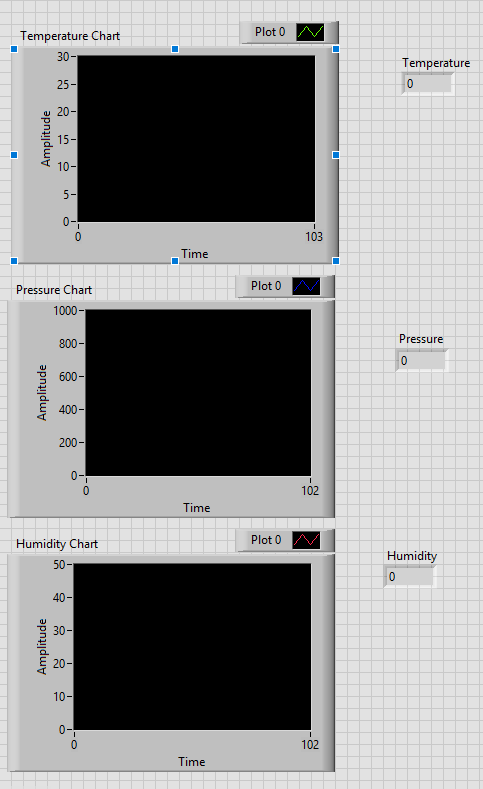 Temperature Chart
Plot 0
Temperature
0
30
25
20
15
10
5
0
Amplitude
0
103
Time
Pressure Chart
Plot 0
Pressure
0
1000
800
600
400
200
0
Amplitude
0
102
Time
Humidity Chart
Plot 0
Humidity
0
50
40
30
20
10
0
Amplitude
0
102
Time